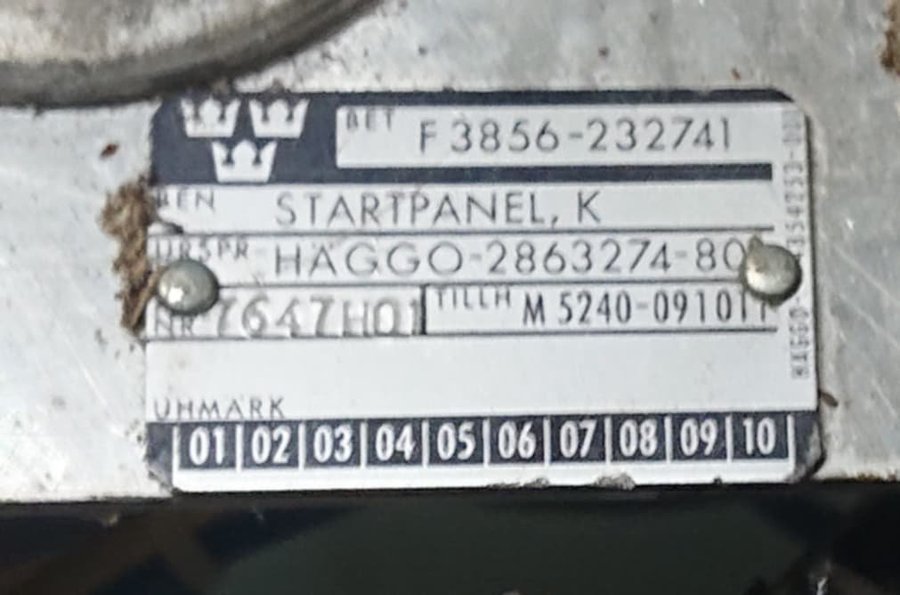 BET F 3856-232741
BEN STARTPANEL, K
URSPR HÄGGO-2863274-80
NR 7647H01 TILLH M 5240-091011
UHMÄRK
01 02 03 04 05 06 07 08 09 10